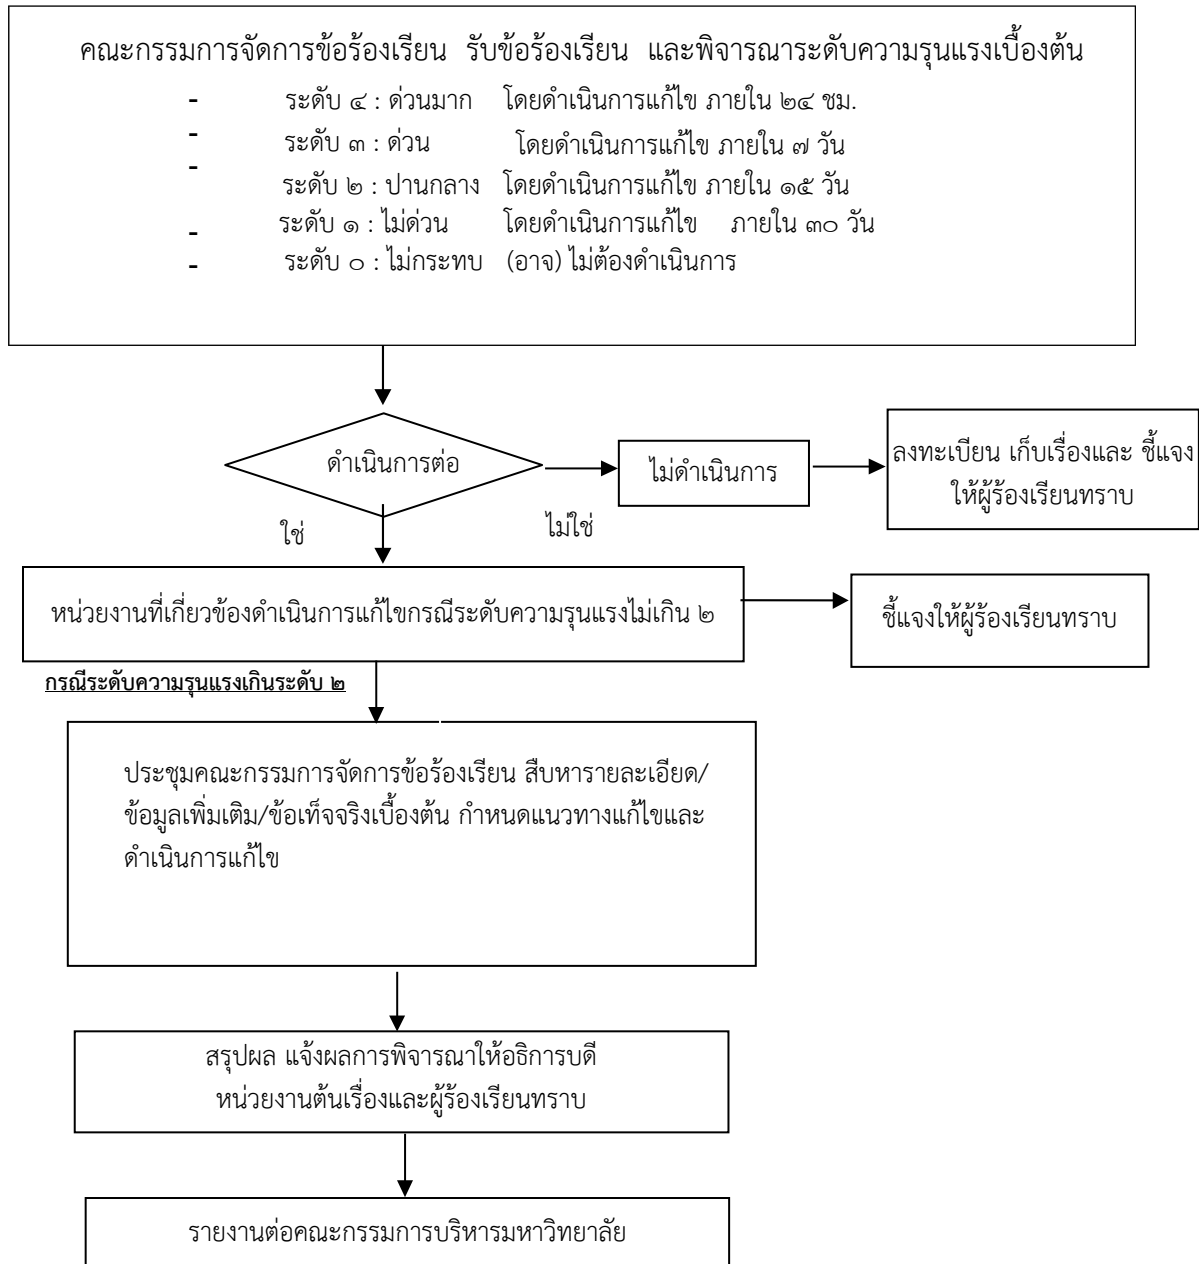 คณะกรรมการจัดการข้อร้องเรียน รับข้อร้องเรียน และพิจารณาระดับความรุนแรงเบื้องต้น
- ระดับ ๔ : ด่วนมาก โดยดำเนินการแก้ไข ภายใน ๒๔ ชม.
- ระดับ ๓ : ด่วน โดยดำเนินการแก้ไข ภายใน ๗ วัน
- ระดับ ๒ : ปานกลาง โดยดำเนินการแก้ไข ภายใน ๑๕ วัน
- ระดับ ๑ : ไม่ด่วน โดยดำเนินการแก้ไข ภายใน ๓๐ วัน
- ระดับ ๐ : ไม่กระทบ (อาจ) ไม่ต้องดำเนินการ
ดำเนินการต่อ
ไม่ดำเนินการ
ลงทะเบียน เก็บเรื่องและ ชี้แจง
ให้ผู้ร้องเรียนทราบ
ใช่
ไม่ใช่
หน่วยงานที่เกี่ยวข้องดำเนินการแก้ไขกรณีระดับความรุนแรงไม่เกิน ๒
ชี้แจงให้ผู้ร้องเรียนทราบ
กรณีระดับความรุนแรงเกินระดับ ๒
ประชุมคณะกรรมการจัดการข้อร้องเรียน สืบหารายละเอียด/
ข้อมูลเพิ่มเติม/ข้อเท็จจริงเบื้องต้น กำหนดแนวทางแก้ไขและ
ดำเนินการแก้ไข
สรุปผล แจ้งผลการพิจารณาให้อธิการบดี
หน่วยงานต้นเรื่องและผู้ร้องเรียนทราบ
รายงานต่อคณะกรรมการบริหารมหาวิทยาลัย